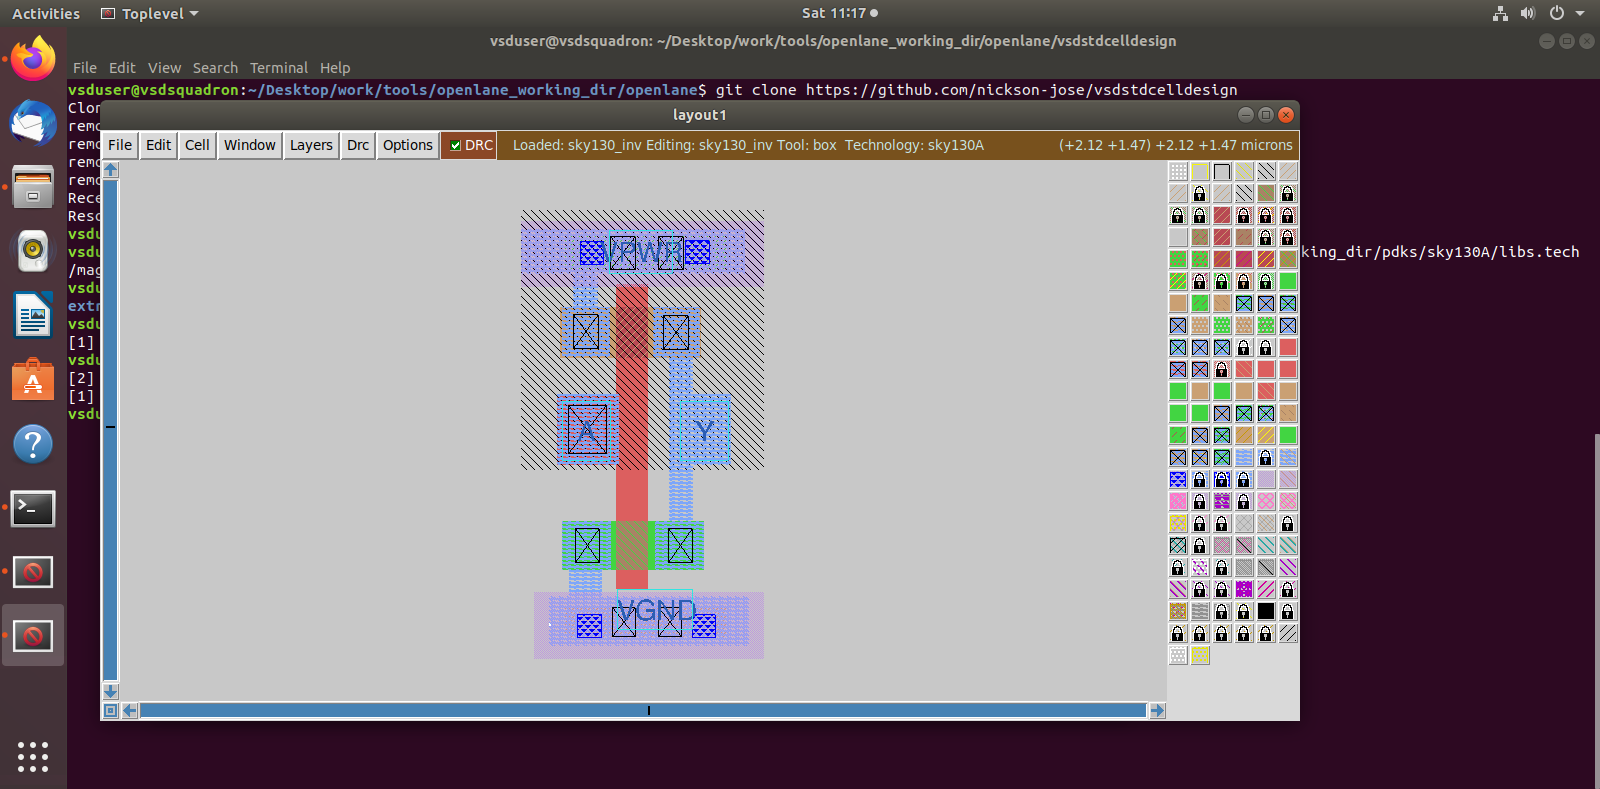 Activities Toplevel Sat 11:17
vsduser@vsdsquadron: ~/Desktop/work/tools/openlane_working_dir/openlane/vsdstdcelldesign
File Edit View Search Terminal Help
vsduser@vsdsquadron:~/Desktop/work/tools/openlane_working_dir/openlane$ git clone https://github.com/nickson-jose/vsdstdcelldesign
Clon
layout1
remo
File Edit Cell Window Layers Drc Options DRC Loaded: sky130_inv Editing: sky130_inv Tool: box Technology: sky130A (+2.12 +1.47) +2.12 +1.47 microns
remo
remo
remo
remo
Rece
Reso
vsdu
vsdu king_dir/pdks/sky130A/libs.tech
/mag
vsdu
extr
vsdu
[1]
vsdu
[2]
[1]
vsdu
VPWR
A Y
VGND